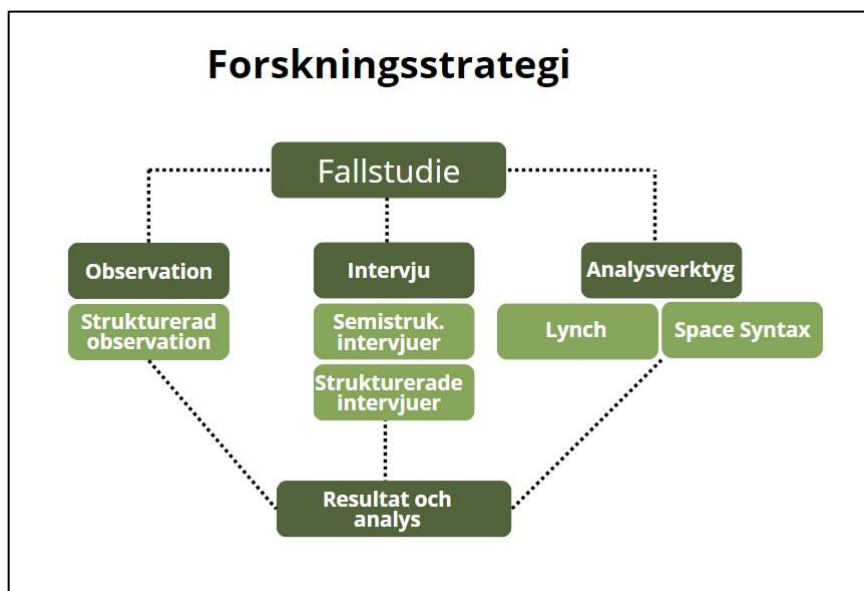 Forskningsstrategi
Fallstudie
Observation
Strukturerad
observation
Intervju
Semistruk.
intervjuer
Strukturerade
intervjuer
Analysverktyg
Lynch
Space Syntax
Resultat och
analys